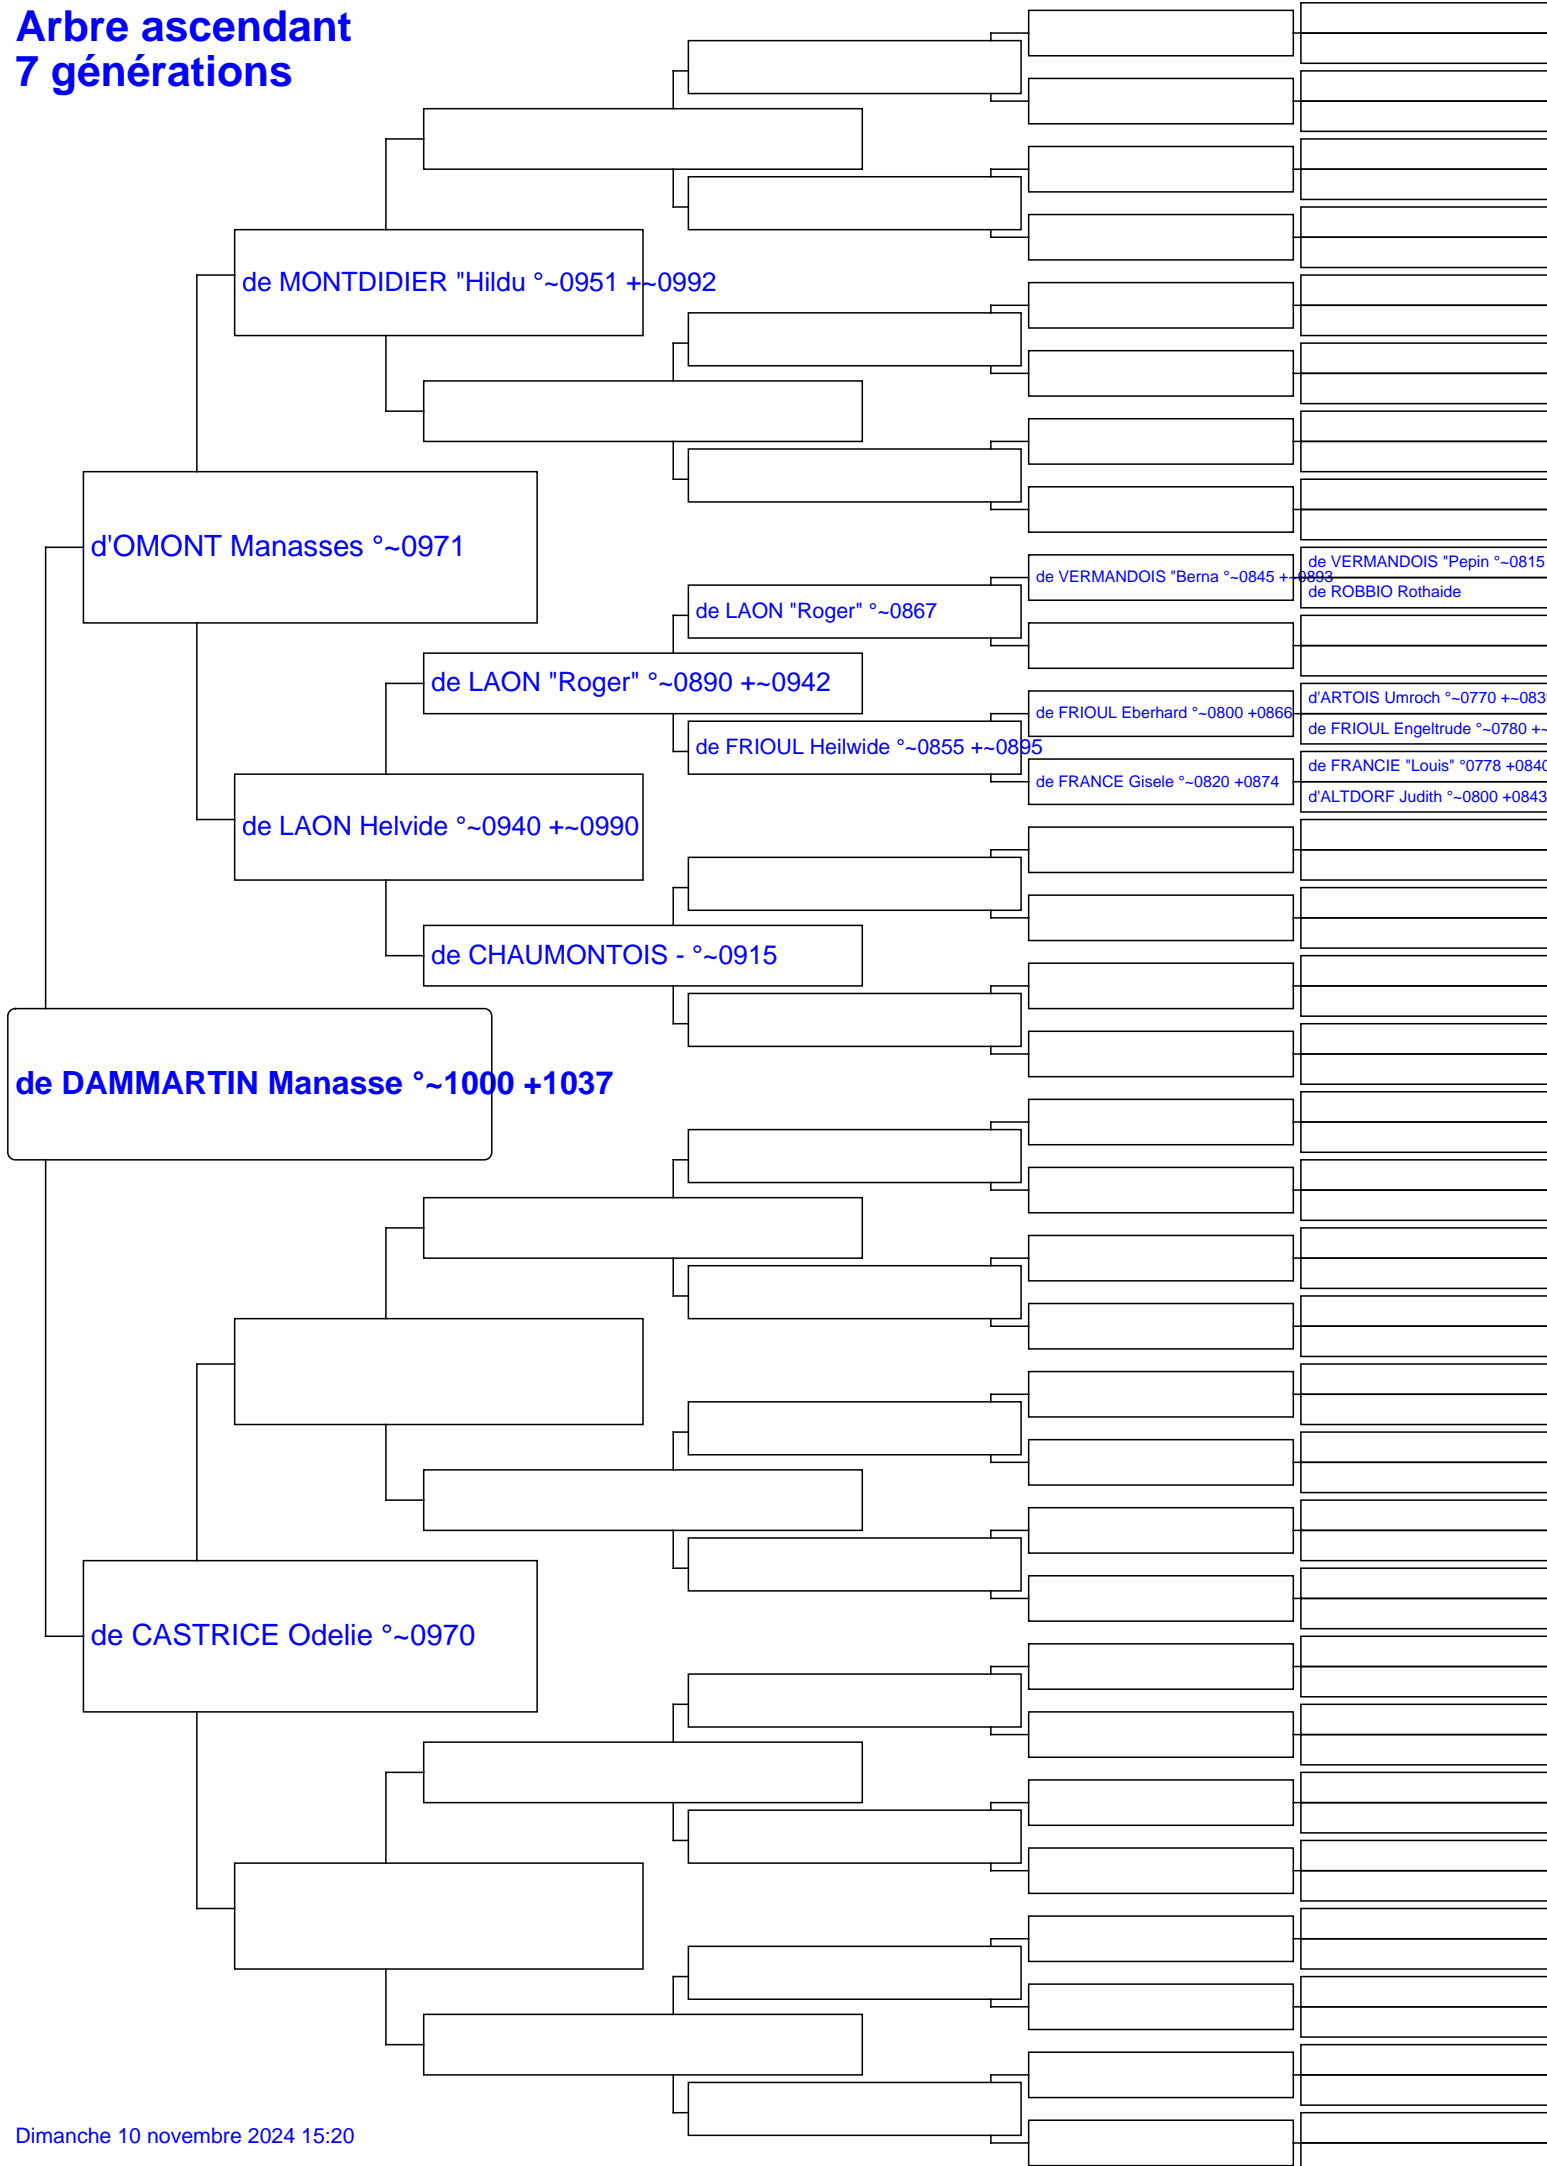 Arbre ascendant
7 générations
de MONTDIDIER "Hildu °~0951 +~0992
d'OMONT Manasses °~0971
de VERMANDOIS "Berna °~0845 +~0893
de VERMANDOIS "Pepin °~0815
de ROBBIO Rothaide
de LAON "Roger" °~0867
de LAON "Roger" °~0890 +~0942
d'ARTOIS Umroch °~0770 +~083
de FRIOUL Eberhard °~0800 +0866
de FRIOUL Engeltrude °~0780 +~
de FRIOUL Heilwide °~0855 +~0895
de FRANCIE "Louis" °0778 +0840
de FRANCE Gisele °~0820 +0874
d'ALTDORF Judith °~0800 +0843
de LAON Helvide °~0940 +~0990
de CHAUMONTOIS - °~0915
de DAMMARTIN Manasse °~1000 +1037
de CASTRICE Odelie °~0970
Dimanche 10 novembre 2024 15:20